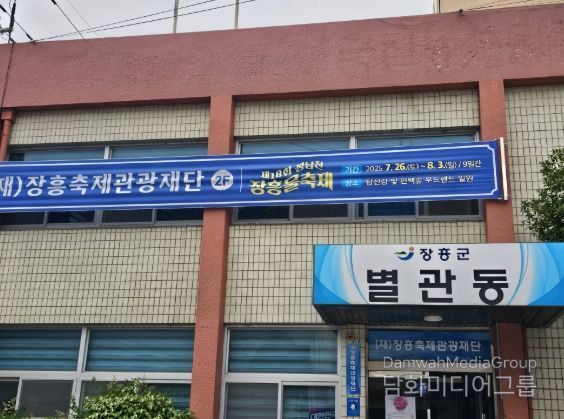 재)장흥축제관광재단 2F
제18회 정남진
장흥물축제
기간 2025 7.26.(토) ~ 8.3.(일) / 9일간
장소 탐진강 및 편백숲 우드랜드 일원
장흥군
별관동
(재)장흥축제관광재단
DamwahMediaGroup
담화미디어그룹